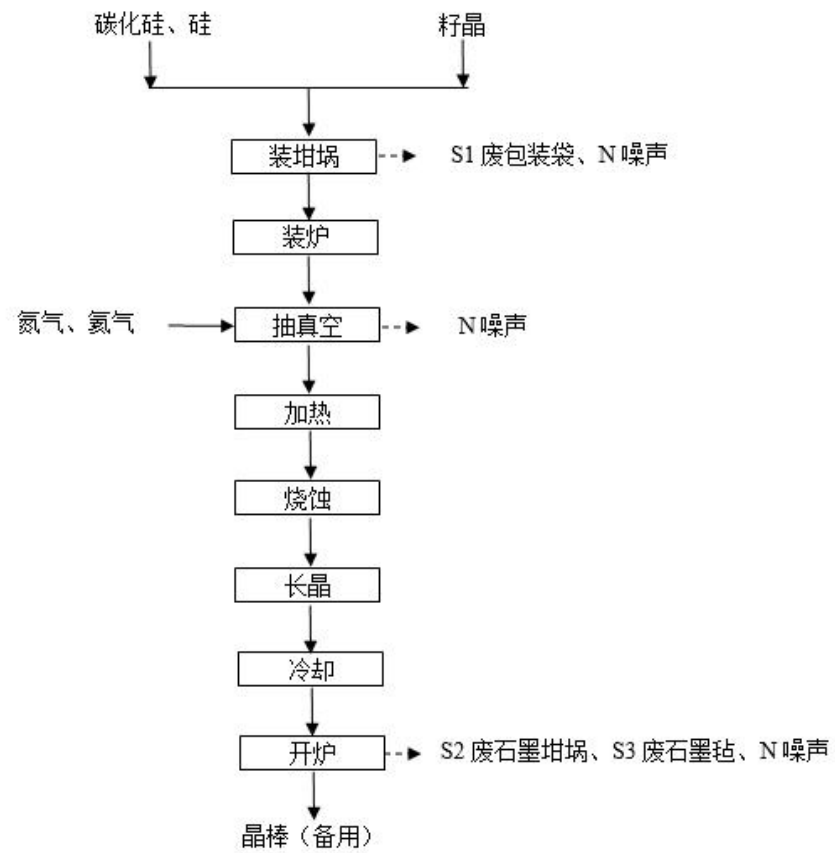 碳化硅、硅
籽晶
装坩埚
S1 废包装袋、N 噪声
装炉
氮气、氦气
抽真空
N 噪声
加热
烧蚀
长晶
冷却
开炉
S2 废石墨坩埚、S3 废石墨毡、N 噪声
晶棒（备用）